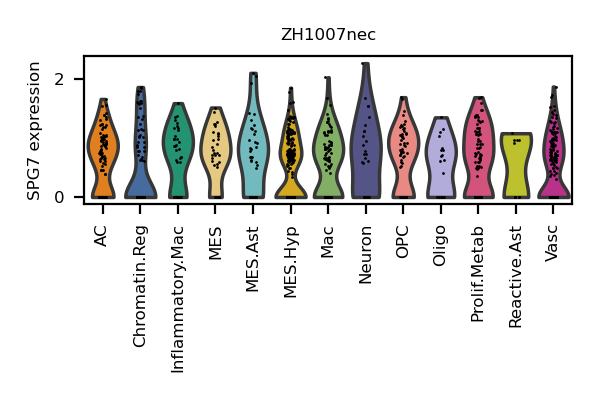 ZH1007nec
SPG7 expression
2
0
AC
Chromatin.Reg
Inflammatory.Mac
MES
MES.Ast
MES.Hyp
Mac
Neuron
OPC
Oligo
Prolif.Metab
Reactive.Ast
Vasc